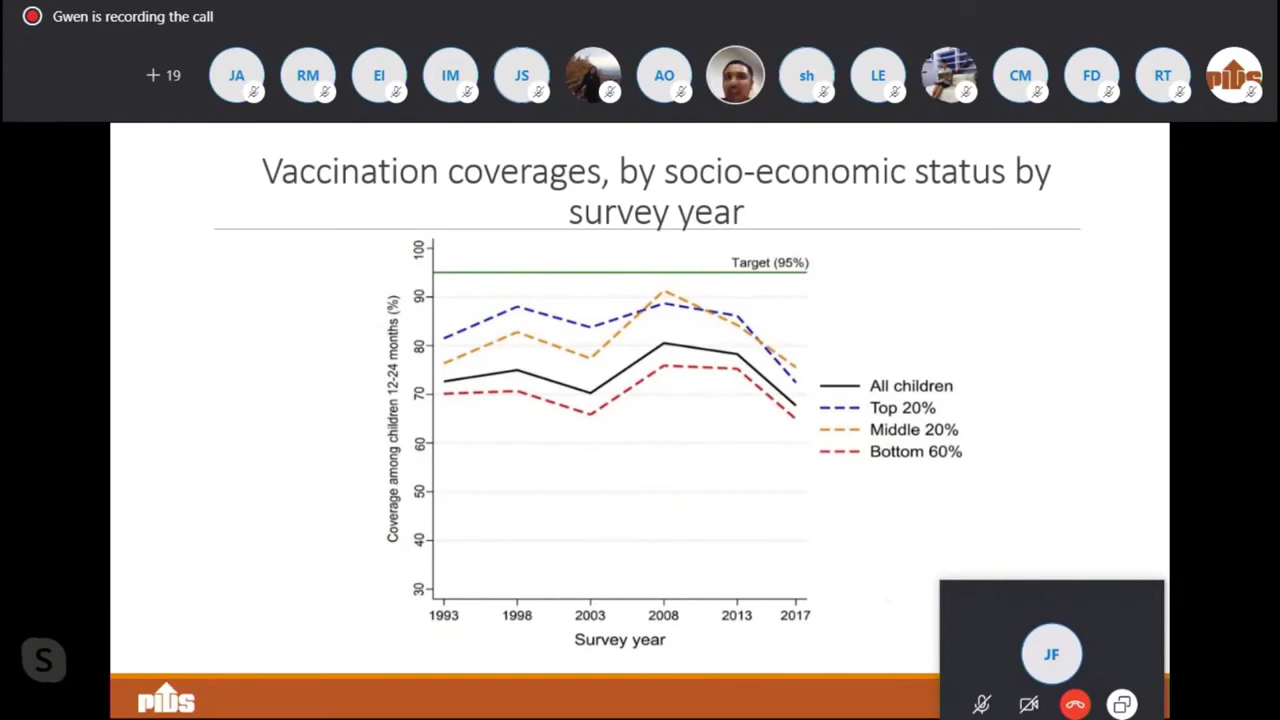 Gwen is recording the call
+ 19
JA
RM
EI
IM
JS
AO
sh
LE
CM
FD
RT
pids
Vaccination coverages, by socio-economic status by
survey year
Target (95%)
Coverage among children 12-24 months (%)
100
90
80
70
60
50
40
30
1993 1998 2003 2008 2013 2017
Survey year
All children
Top 20%
Middle 20%
Bottom 60%
JF
S
pids